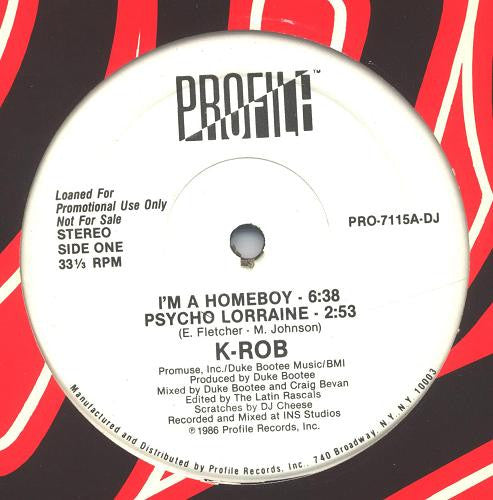 PROFILE™
Loaned For
Promotional Use Only
Not For Sale
STEREO
SIDE ONE
33⅓ RPM
PRO-7115A-DJ
I'M A HOMEBOY - 6:38
PSYCHO LORRAINE - 2:53
(E. Fletcher - M. Johnson)
K-ROB
Promuse, Inc./Duke Bootee Music/BMI
Produced by Duke Bootee
Mixed by Duke Bootee and Craig Bevan
Edited by The Latin Rascals
Scratches by DJ Cheese
Recorded and Mixed at INS Studios
℗1986 Profile Records, Inc.
Manufactured and Distributed by Profile Records, Inc., 740 Broadway, N.Y., N.Y. 10003